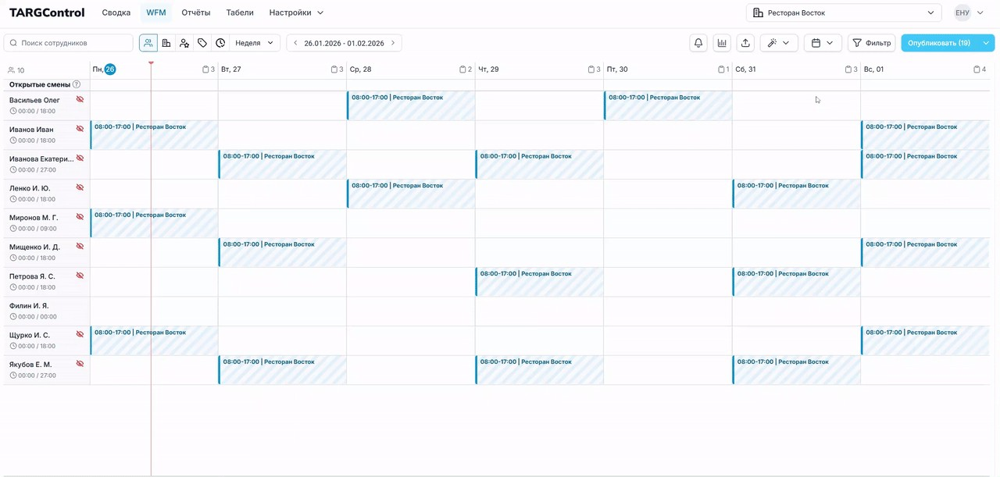 TARGControl Сводка WFM Отчёты Табели Настройки Ресторан Восток ЕНУ
Поиск сотрудников Неделя 26.01.2026 - 01.02.2026 Фильтр Опубликовать (19)
10 Пн, 26 3 Вт, 27 3 Ср, 28 2 Чт, 29 3 Пт, 30 1 Сб, 31 3 Вс, 01 4
Открытые смены ?
Васильев Олег 08:00-17:00 | Ресторан Восток 08:00-17:00 | Ресторан Восток
00:00 / 18:00
Иванов Иван 08:00-17:00 | Ресторан Восток 08:00-17:00 | Ресторан Восток
00:00 / 18:00
Иванова Екатери... 08:00-17:00 | Ресторан Восток 08:00-17:00 | Ресторан Восток 08:00-17:00 | Ресторан Восток
00:00 / 27:00
Ленко И. Ю. 08:00-17:00 | Ресторан Восток 08:00-17:00 | Ресторан Восток
00:00 / 18:00
Миронов М. Г. 08:00-17:00 | Ресторан Восток
00:00 / 09:00
Мищенко И. Д. 08:00-17:00 | Ресторан Восток 08:00-17:00 | Ресторан Восток
00:00 / 18:00
Петрова Я. С. 08:00-17:00 | Ресторан Восток 08:00-17:00 | Ресторан Восток
00:00 / 18:00
Филин И. Я.
00:00 / 00:00
Щурко И. С. 08:00-17:00 | Ресторан Восток 08:00-17:00 | Ресторан Восток
00:00 / 18:00
Якубов Е. М. 08:00-17:00 | Ресторан Восток 08:00-17:00 | Ресторан Восток 08:00-17:00 | Ресторан Восток
00:00 / 27:00